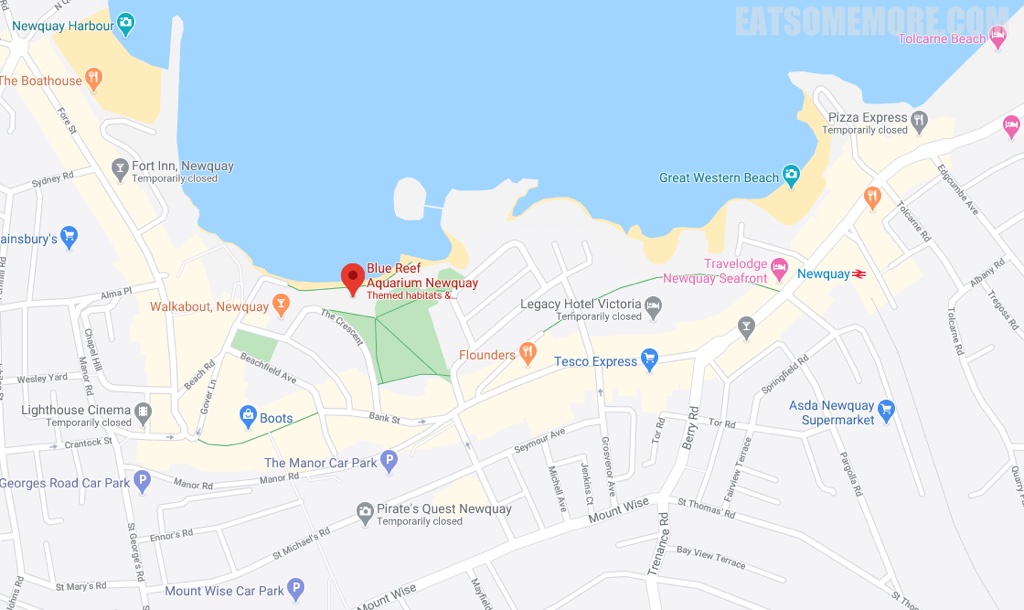 EATSOMEMORE.COM
Newquay Harbour
Tolcarne Beach
The Boathouse
Fore St
Pizza Express
Temporarily closed
Fort Inn, Newquay
Temporarily closed
Sydney Rd
Great Western Beach
Edgcumbe Ave
Tolcarne Rd
ainsbury's
Blue Reef
Aquarium Newquay
Themed habitats &...
Travelodge
Newquay Seafront
Newquay
Albany Rd
Alma Pl
Walkabout, Newquay
The Crescent
Legacy Hotel Victoria
Temporarily closed
Tregoss Rd
Tolcarne Rd
Chapel Hill
Manor Rd
Flounders
Tesco Express
Wesley Yard
Beach Rd
Beachfield Ave
Gover Ln
Springfield Rd
Lighthouse Cinema
Temporarily closed
Boots
Bank St
Asda Newquay
Supermarket
Crantock St
Seymour Ave
Grosvenor Ave
Tor Rd
Berry Rd
Tor Rd
The Manor Car Park
Manor Rd
Manor Rd
Georges Road Car Park
Michell Ave
Jenkins Ct
Fairview Terrace
Pargolla Rd
Quarry
Pirate's Quest Newquay
Temporarily closed
Mount Wise
St Thomas' Rd
Ennor's Rd
St Michael's Rd
St George's Rd
Trenance Rd
Bay View Terrace
St Mary's Rd
Mount Wise Car Park
Mount Wise
Mayfield
St Tho
Johns Rd